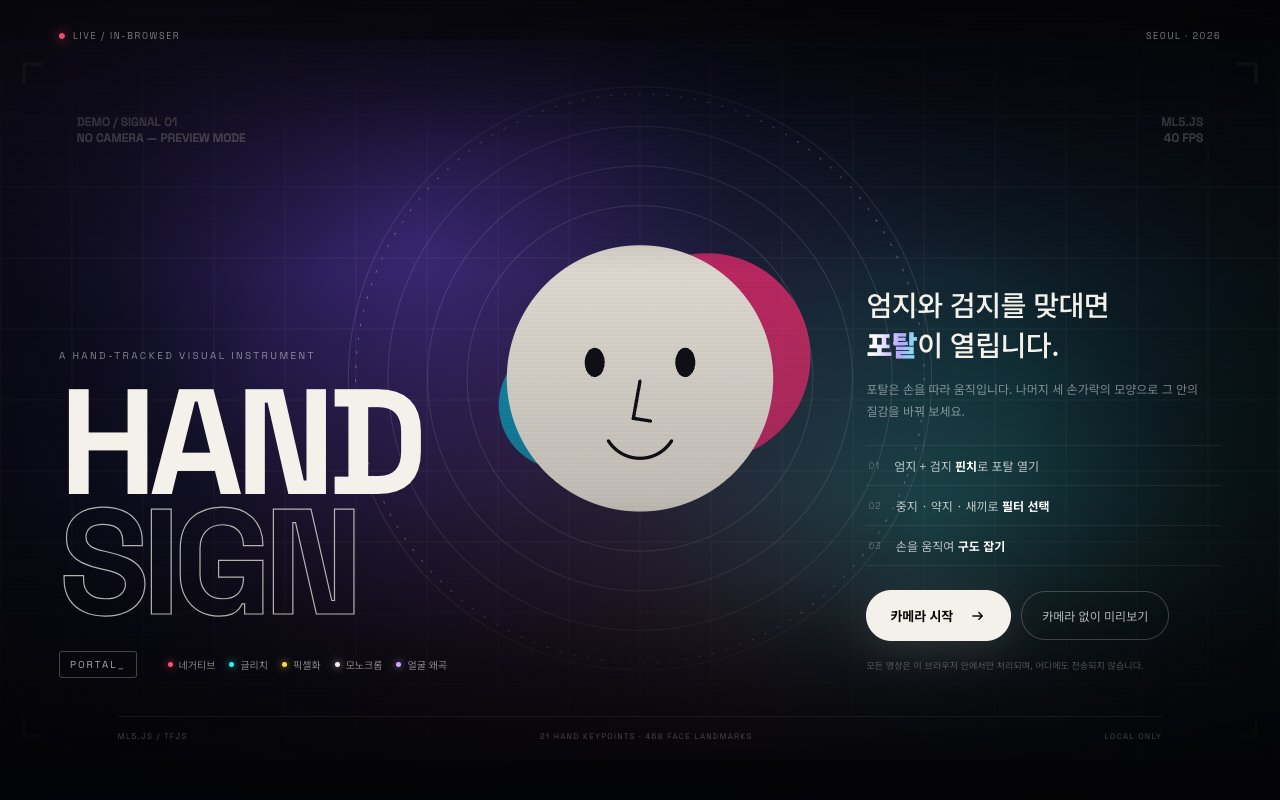 LIVE / IN-BROWSER
SEOUL · 2026
DEMO / SIGNAL 01
NO CAMERA — PREVIEW MODE
ML5.JS
40 FPS
A HAND-TRACKED VISUAL INSTRUMENT
HAND
SIGN
PORTAL_
네거티브
글리치
픽셀화
모노크롬
얼굴 왜곡
엄지와 검지를 맞대면
포탈이 열립니다.
포탈은 손을 따라 움직입니다. 나머지 세 손가락의 모양으로 그 안의
질감을 바꿔 보세요.
01 엄지 + 검지 핀치로 포탈 열기
02 중지 · 약지 · 새끼로 필터 선택
03 손을 움직여 구도 잡기
카메라 시작 →
카메라 없이 미리보기
모든 영상은 이 브라우저 안에서만 처리되며, 어디에도 전송되지 않습니다.
ML5.JS / TFJS
21 HAND KEYPOINTS · 468 FACE LANDMARKS
LOCAL ONLY